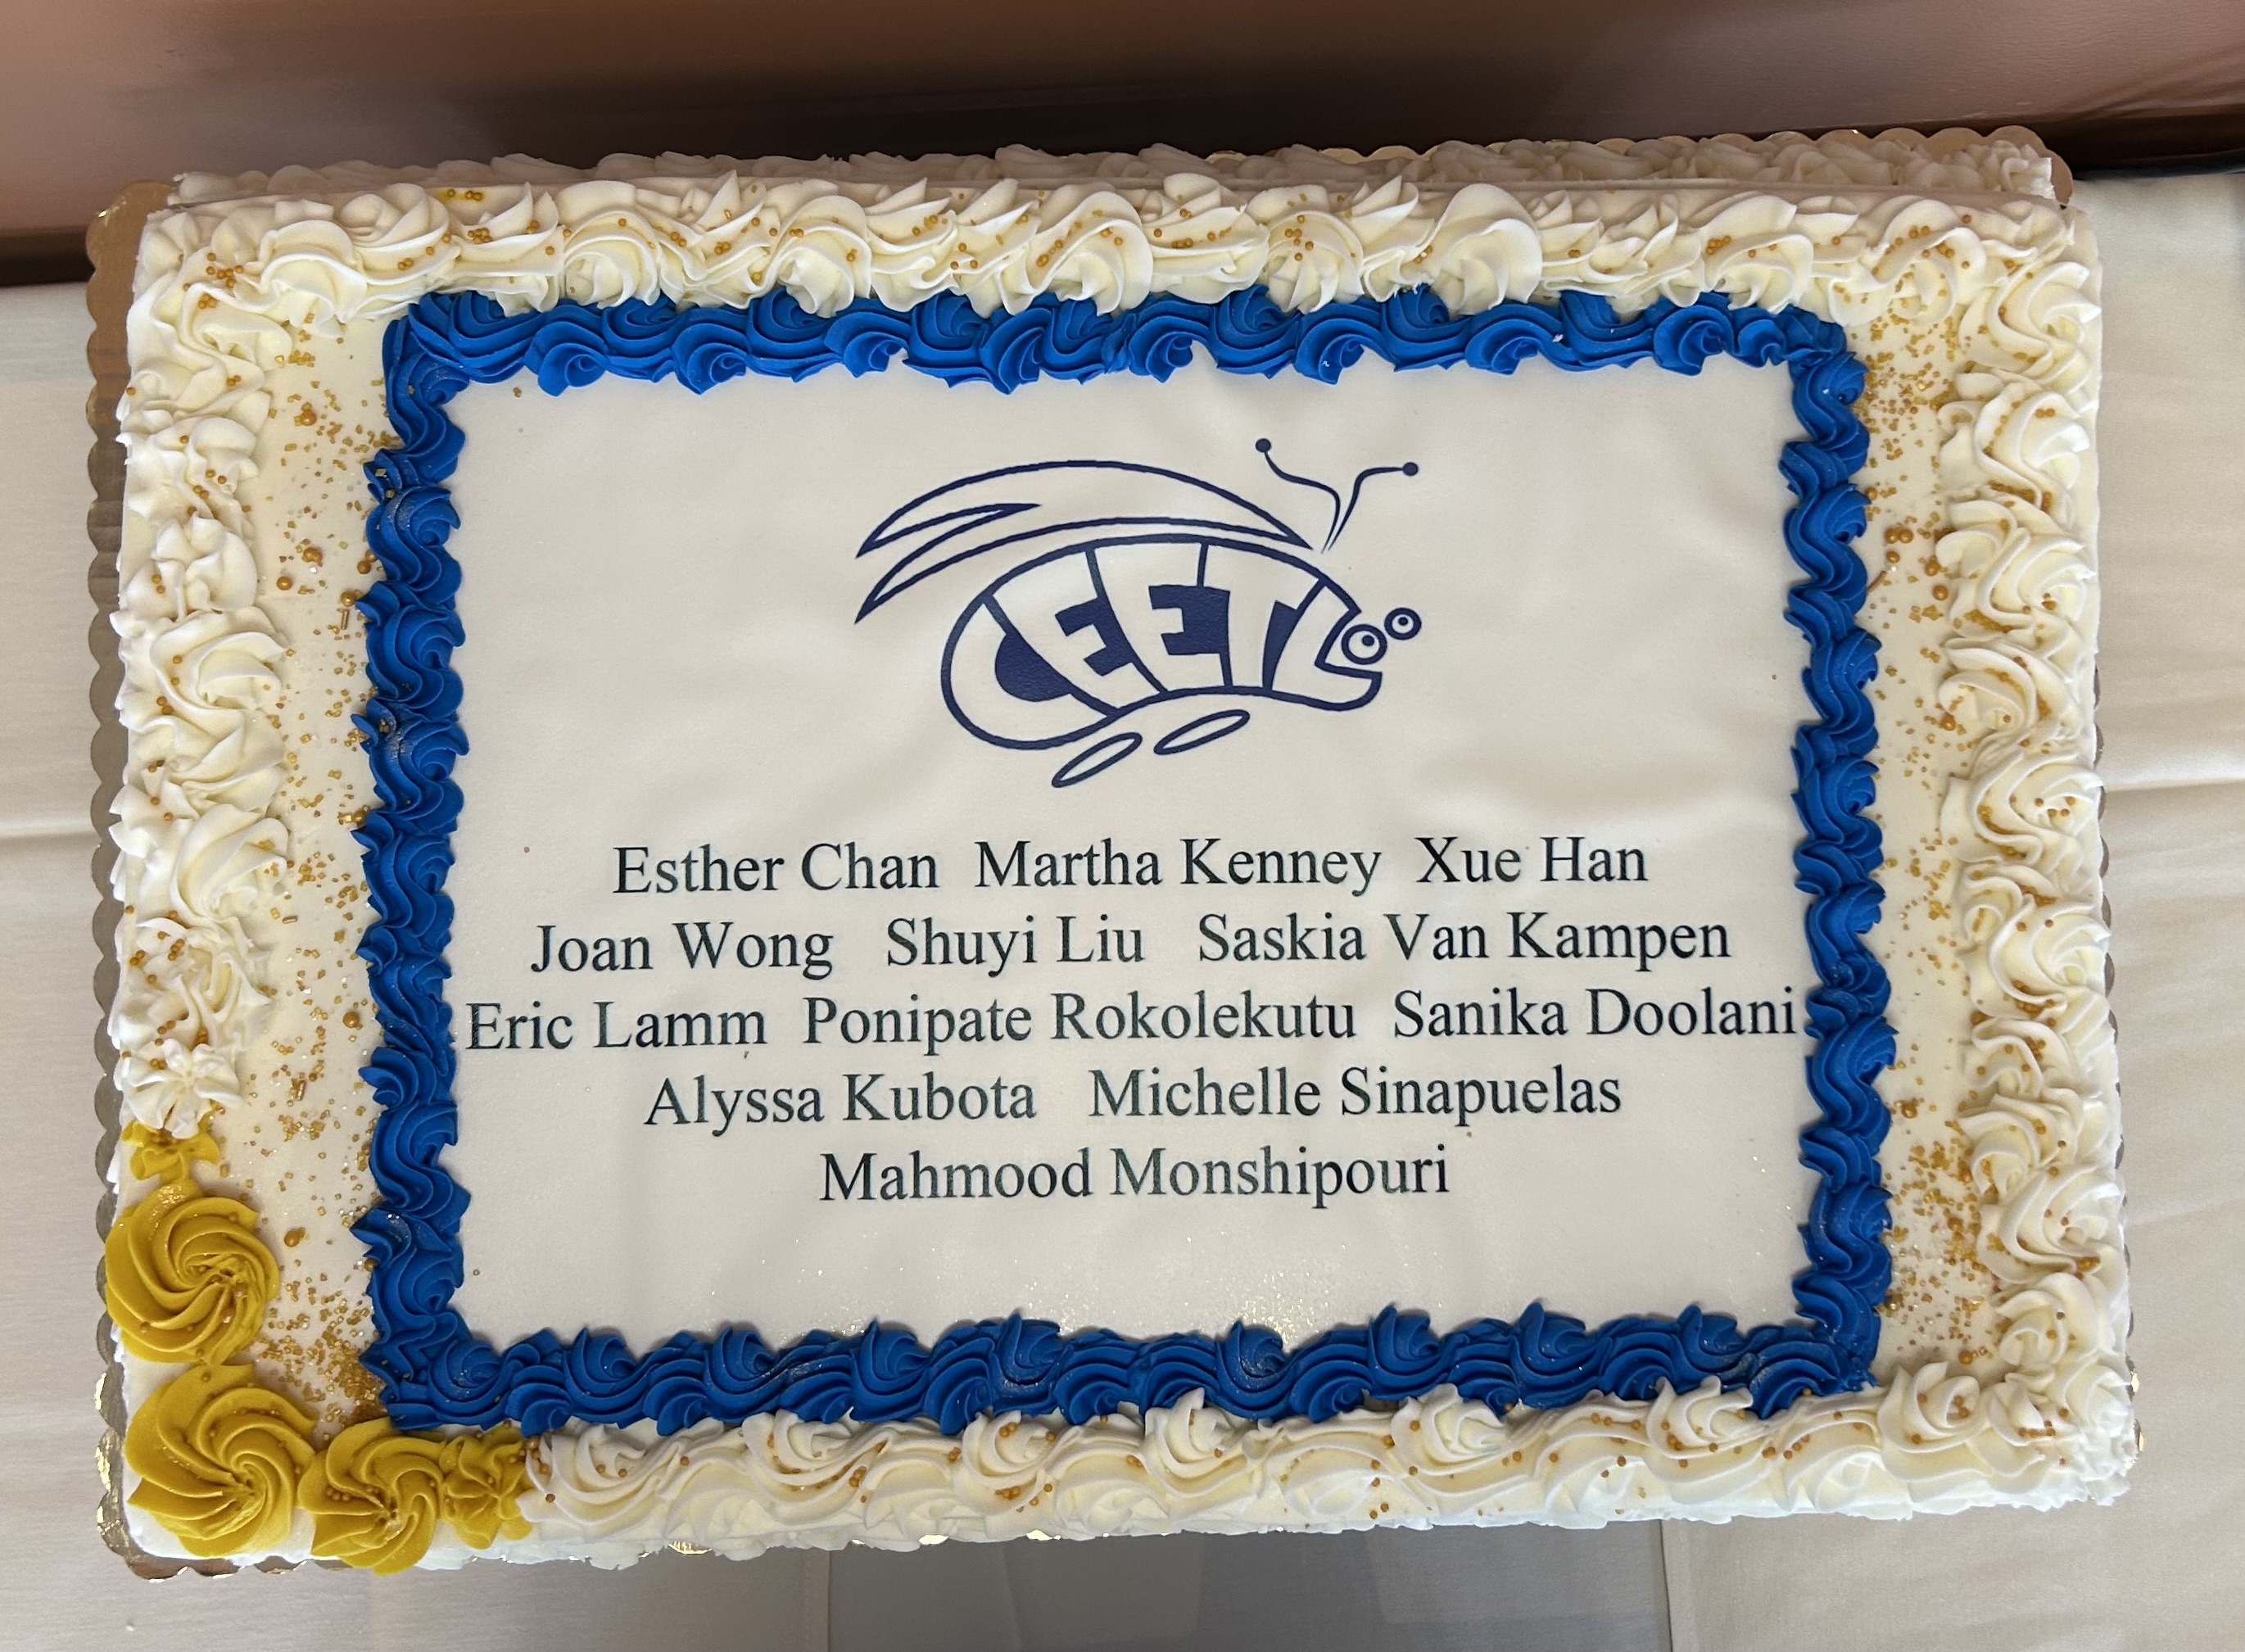 CEETL
Esther Chan Martha Kenney Xue Han
Joan Wong Shuyi Liu Saskia Van Kampen
Eric Lamm Ponipate Rokolekutu Sanika Doolani
Alyssa Kubota Michelle Sinapuelas
Mahmood Monshipouri